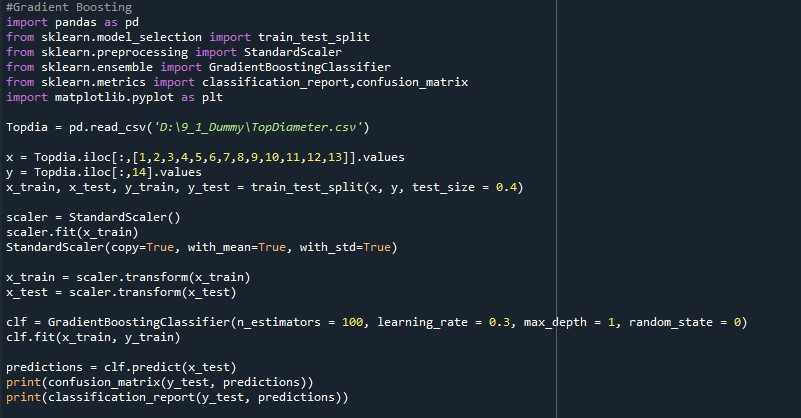 #Gradient Boosting
import pandas as pd
from sklearn.model_selection import train_test_split
from sklearn.preprocessing import StandardScaler
from sklearn.ensemble import GradientBoostingClassifier
from sklearn.metrics import classification_report,confusion_matrix
import matplotlib.pyplot as plt
Topdia = pd.read_csv('D:\9_1_Dummy\TopDiameter.csv')
x = Topdia.iloc[:,[1,2,3,4,5,6,7,8,9,10,11,12,13]].values
y = Topdia.iloc[:,14].values
x_train, x_test, y_train, y_test = train_test_split(x, y, test_size = 0.4)
scaler = StandardScaler()
scaler.fit(x_train)
StandardScaler(copy=True, with_mean=True, with_std=True)
x_train = scaler.transform(x_train)
x_test = scaler.transform(x_test)
clf = GradientBoostingClassifier(n_estimators = 100, learning_rate = 0.3, max_depth = 1, random_state = 0)
clf.fit(x_train, y_train)
predictions = clf.predict(x_test)
print(confusion_matrix(y_test, predictions))
print(classification_report(y_test, predictions))